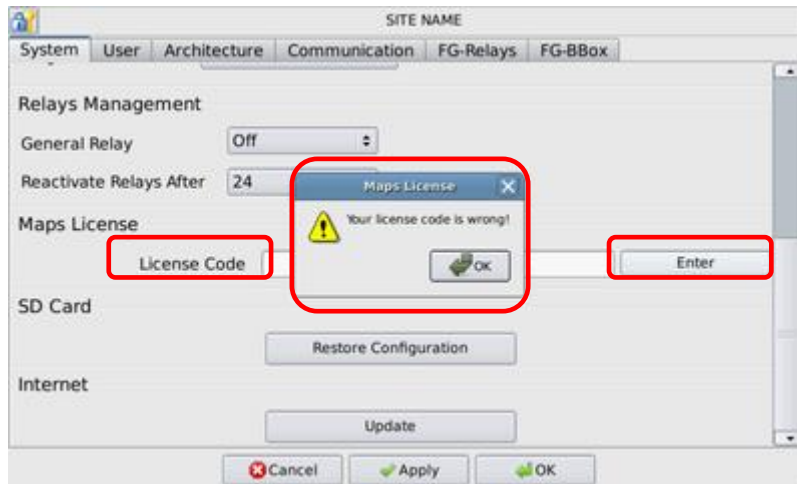 SITE NAME
System User Architecture Communication FG-Relays FG-BBox
Relays Management
General Relay Off
Reactivate Relays After 24
Maps License
Your license code is wrong!
OK
Maps License
License Code Enter
SD Card
Restore Configuration
Internet
Update
Cancel Apply OK